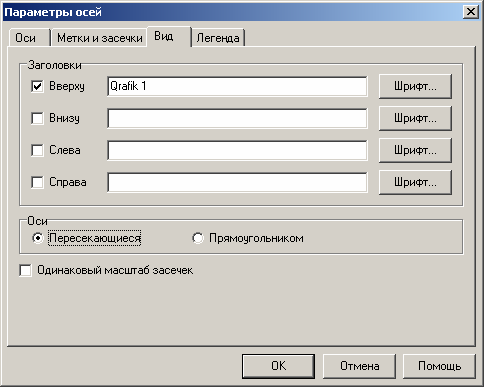 Параметры осей
Оси Метки и засечки Вид Легенда
Заголовки
Вверху Qrafik 1 Шрифт...
Внизу Шрифт...
Слева Шрифт...
Справа Шрифт...
Оси
Пересекающиеся Прямоугольником
Одинаковый масштаб засечек
OK Отмена Помощь